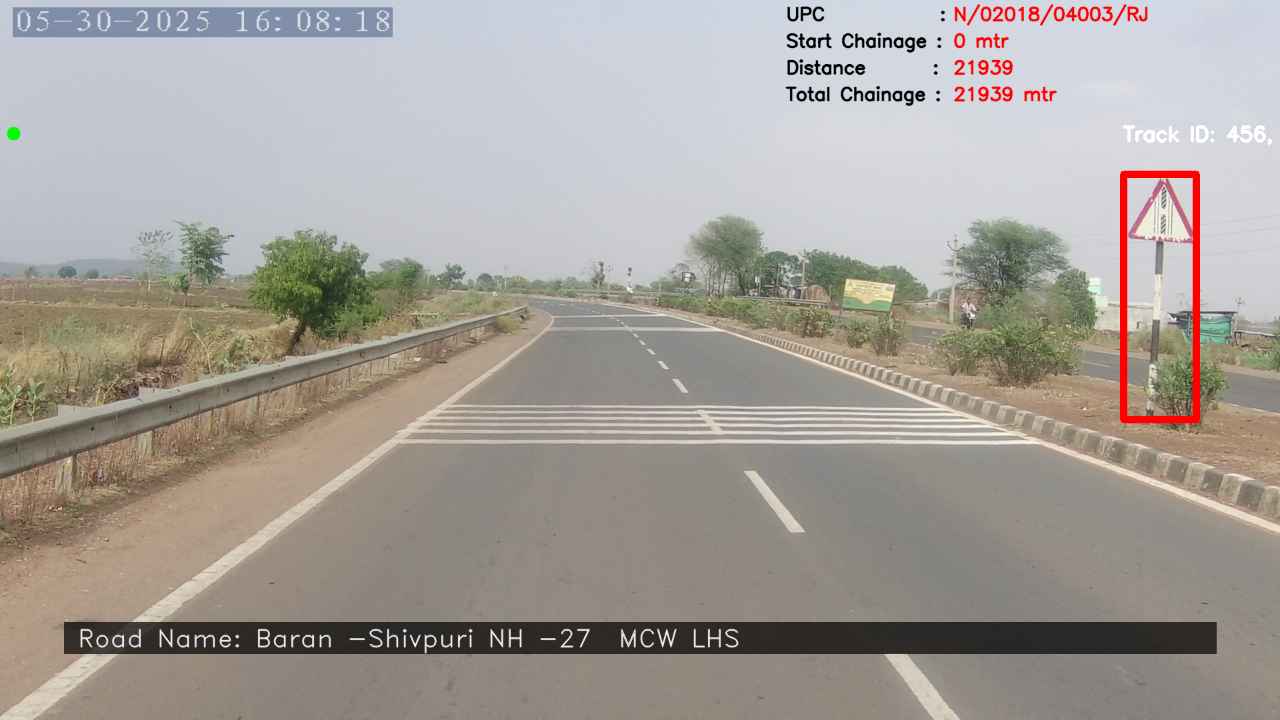 05-30-2025 16:08:18
UPC : N/02018/04003/RJ
Start Chainage : 0 mtr
Distance : 21939
Total Chainage : 21939 mtr
Track ID: 456,
Road Name: Baran -Shivpuri NH -27 MCW LHS